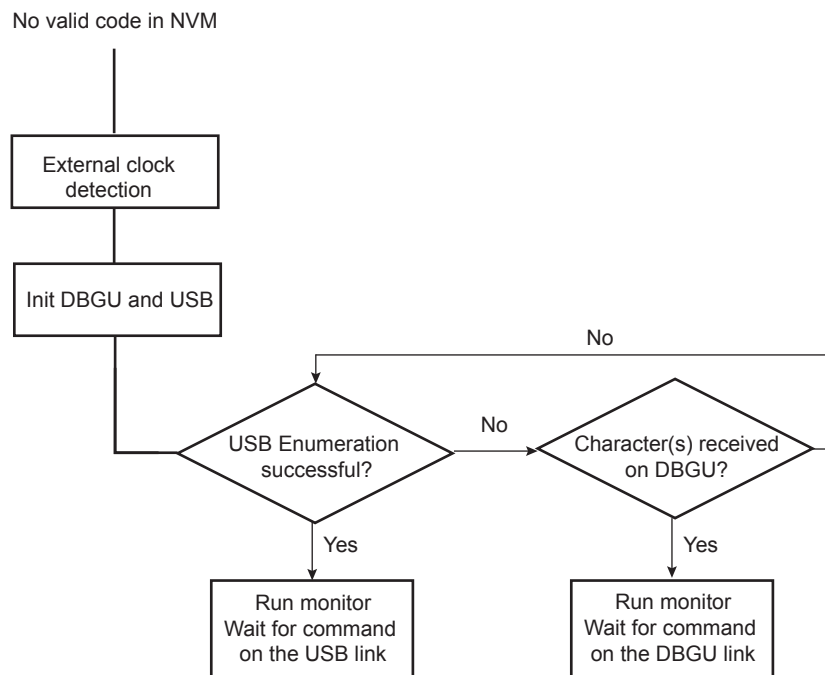 No valid code in NVM
External clock
detection
Init DBGU and USB
No
USB Enumeration
successful?
No
Character(s) received
on DBGU?
Yes
Yes
Run monitor
Wait for command
on the USB link
Run monitor
Wait for command
on the DBGU link